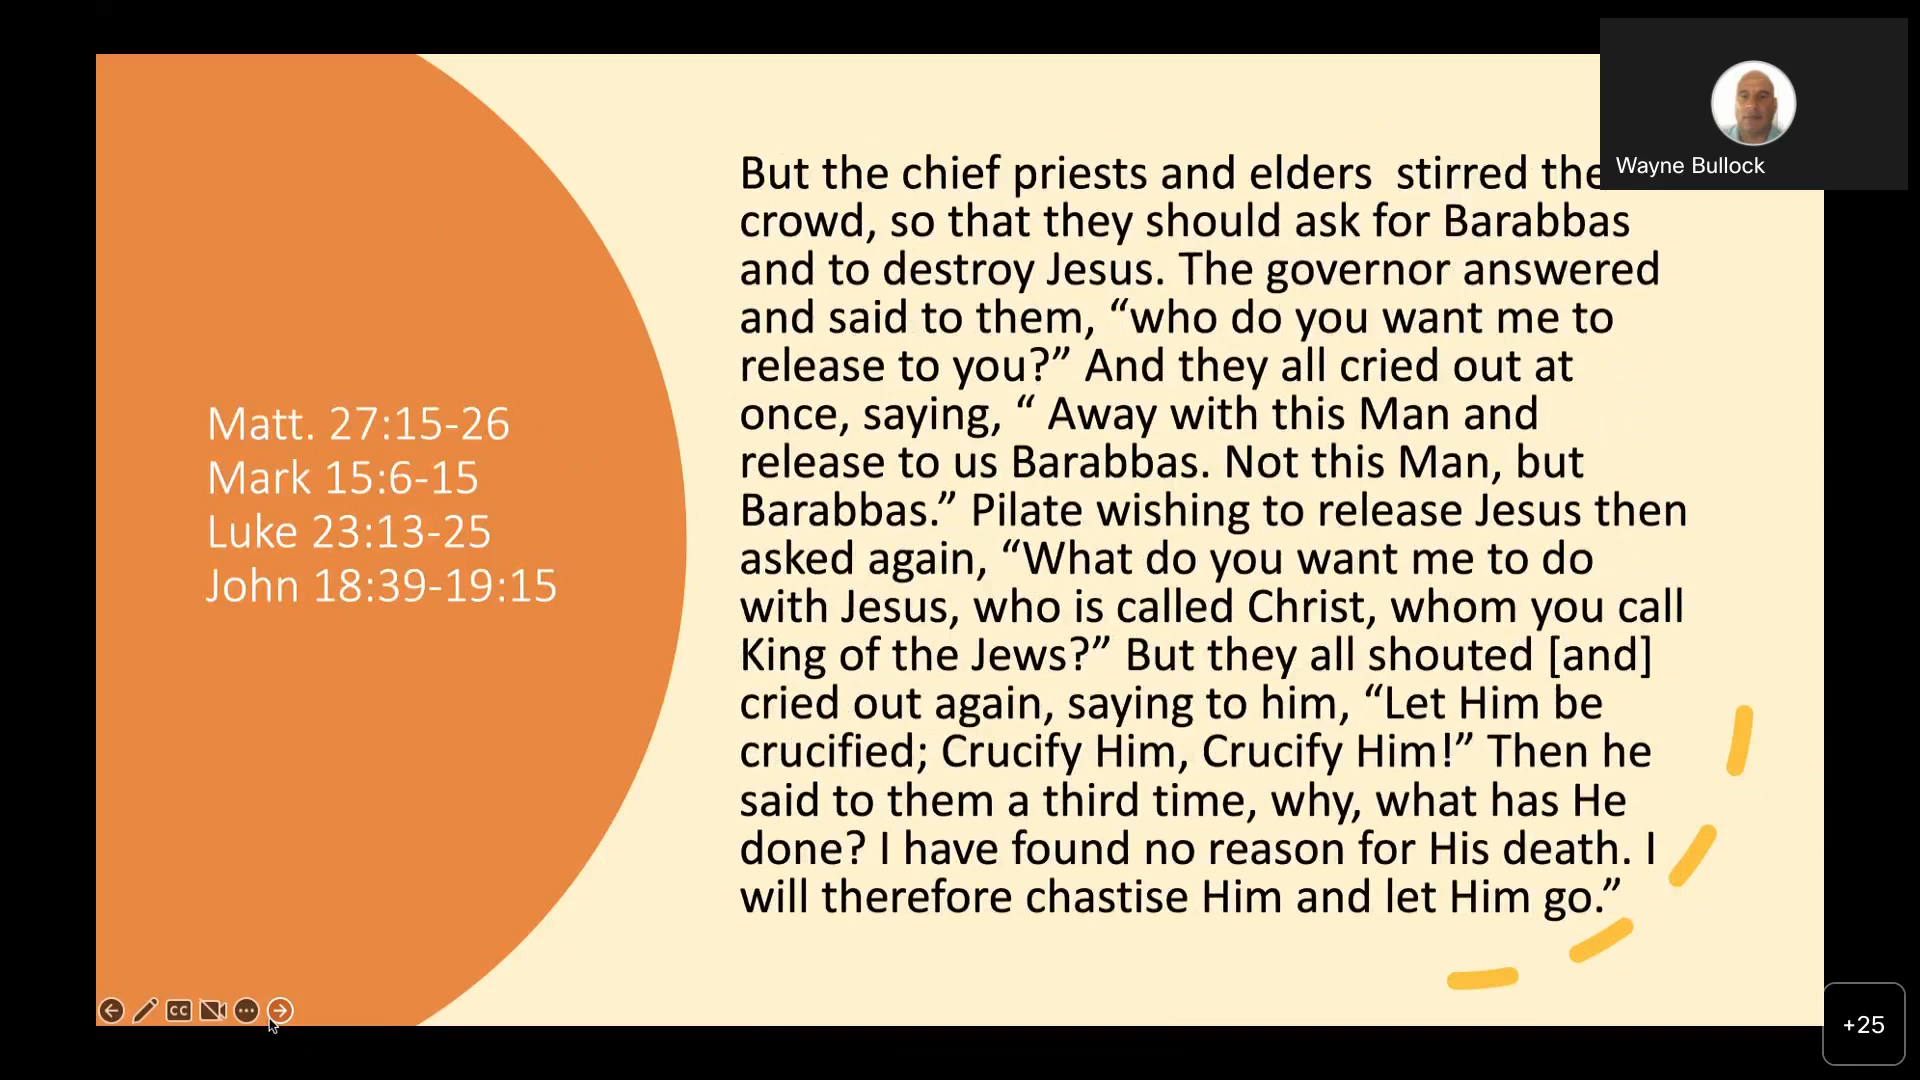 Wayne Bullock
Matt. 27:15-26
Mark 15:6-15
Luke 23:13-25
John 18:39-19:15
But the chief priests and elders  stirred the
crowd, so that they should ask for Barabbas
and to destroy Jesus. The governor answered
and said to them, “who do you want me to
release to you?” And they all cried out at
once, saying, “ Away with this Man and
release to us Barabbas. Not this Man, but
Barabbas.” Pilate wishing to release Jesus then
asked again, “What do you want me to do
with Jesus, who is called Christ, whom you call
King of the Jews?” But they all shouted [and]
cried out again, saying to him, “Let Him be
crucified; Crucify Him, Crucify Him!” Then he
said to them a third time, why, what has He
done? I have found no reason for His death. I
will therefore chastise Him and let Him go.”
CC
+25